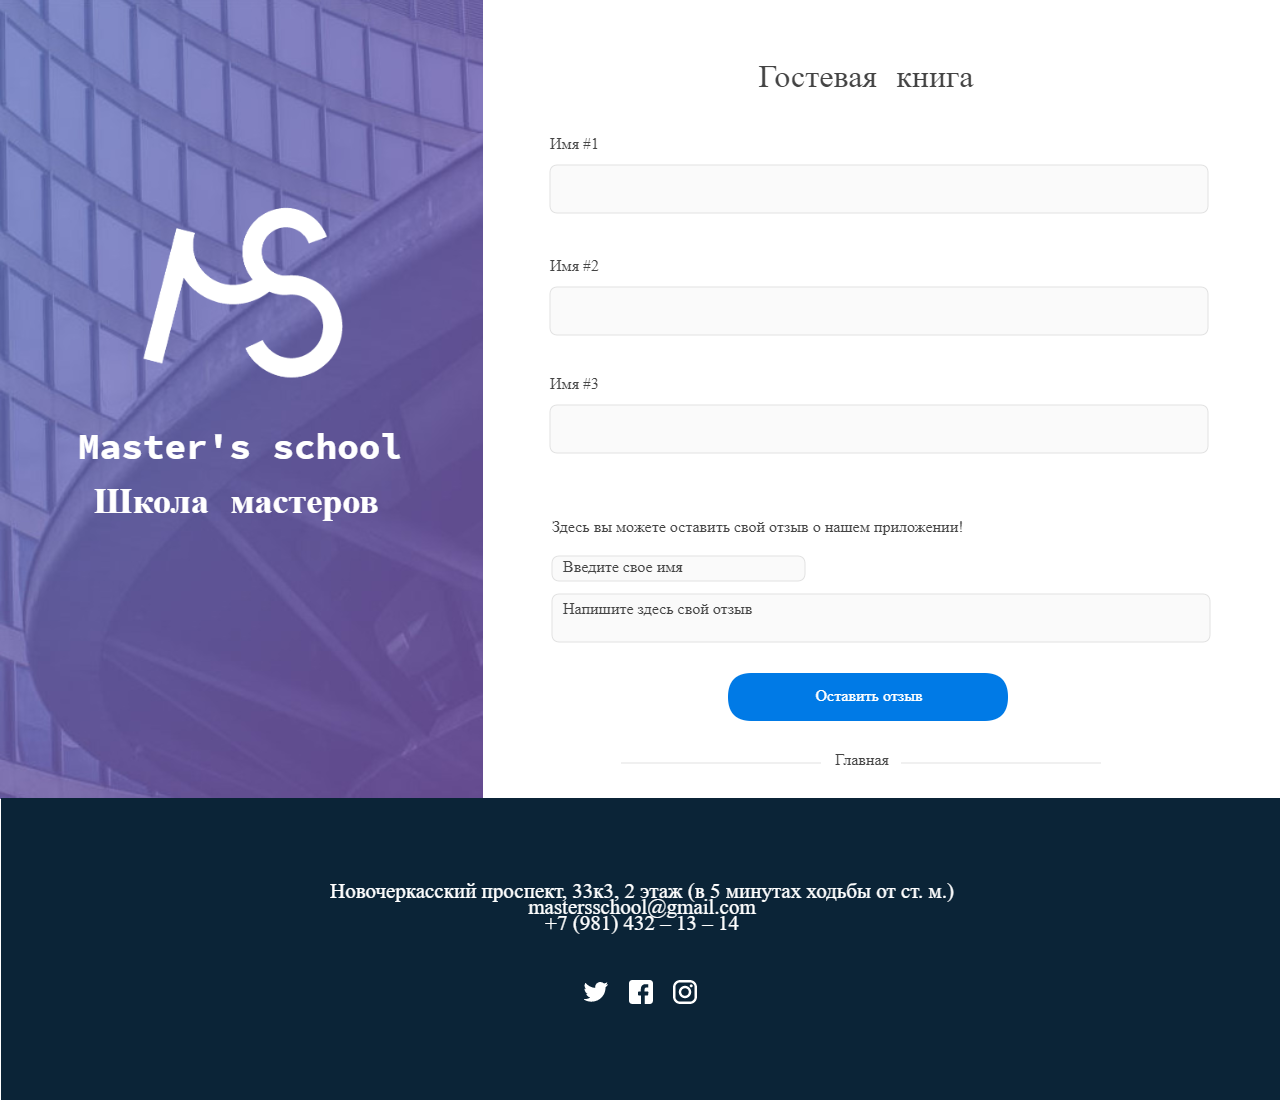 MS
Master's school
Школа мастеров
Гостевая книга
Имя #1
Имя #2
Имя #3
Здесь вы можете оставить свой отзыв о нашем приложении!
Введите свое имя
Напишите здесь свой отзыв
Оставить отзыв
Главная
Новочеркасский проспект, 33к3, 2 этаж (в 5 минутах ходьбы от ст. м.)
mastersschool@gmail.com
+7 (981) 432 – 13 – 14